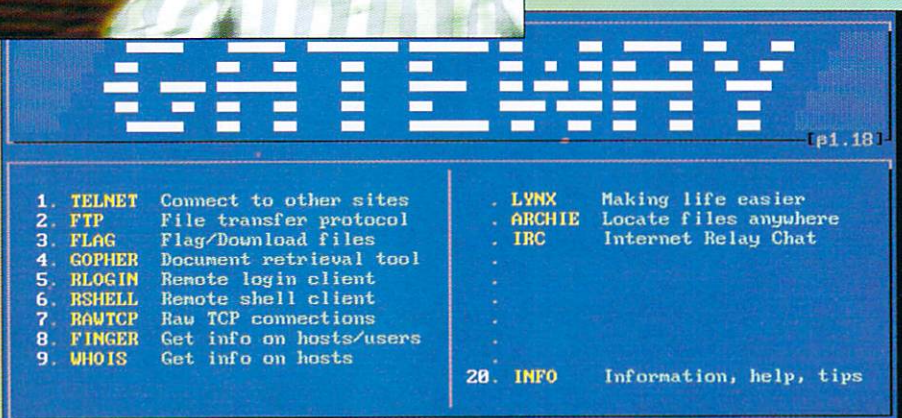 GATEWAY
[β1.18]
1. TELNET Connect to other sites
2. FTP File transfer protocol
3. FLAG Flag/Download files
4. GOPHER Document retrieval tool
5. RLOGIN Remote login client
6. RSHELL Remote shell client
7. RAWTCP Raw TCP connections
8. FINGER Get info on hosts/users
9. WHOIS Get info on hosts
. LYNX Making life easier
. ARCHIE Locate files anywhere
. IRC Internet Relay Chat
.
.
.
.
.
.
20. INFO Information, help, tips